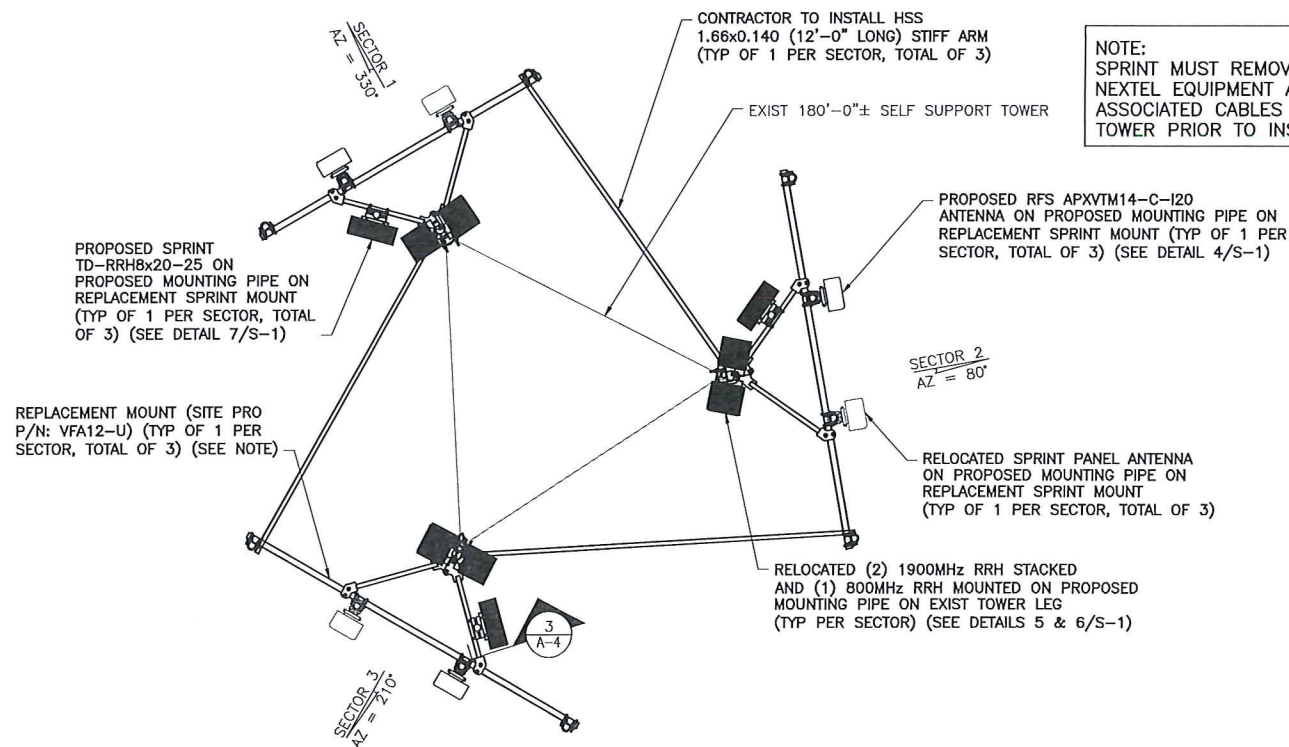 CONTRACTOR TO INSTALL HSS
1.66x0.140 (12'-0" LONG) STIFF ARM
(TYP OF 1 PER SECTOR, TOTAL OF 3)
NOTE:
SPRINT MUST REMOV
NEXTEL EQUIPMENT A
ASSOCIATED CABLES
TOWER PRIOR TO INS
SECTOR 1
AZ = 330°
EXIST 180'-0"± SELF SUPPORT TOWER
PROPOSED RFS APXVTM14-C-I20
ANTENNA ON PROPOSED MOUNTING PIPE ON
REPLACEMENT SPRINT MOUNT (TYP OF 1 PER
SECTOR, TOTAL OF 3) (SEE DETAIL 4/S-1)
PROPOSED SPRINT
TD-RRH8x20-25 ON
PROPOSED MOUNTING PIPE ON
REPLACEMENT SPRINT MOUNT
(TYP OF 1 PER SECTOR, TOTAL
OF 3) (SEE DETAIL 7/S-1)
SECTOR 2
AZ = 80°
REPLACEMENT MOUNT (SITE PRO
P/N: VFA12-U) (TYP OF 1 PER
SECTOR, TOTAL OF 3) (SEE NOTE)
RELOCATED SPRINT PANEL ANTENNA
ON PROPOSED MOUNTING PIPE ON
REPLACEMENT SPRINT MOUNT
(TYP OF 1 PER SECTOR, TOTAL OF 3)
RELOCATED (2) 1900MHz RRH STACKED
AND (1) 800MHz RRH MOUNTED ON PROPOSED
MOUNTING PIPE ON EXIST TOWER LEG
(TYP PER SECTOR) (SEE DETAILS 5 & 6/S-1)
3
A-4
SECTOR 3
AZ = 210°